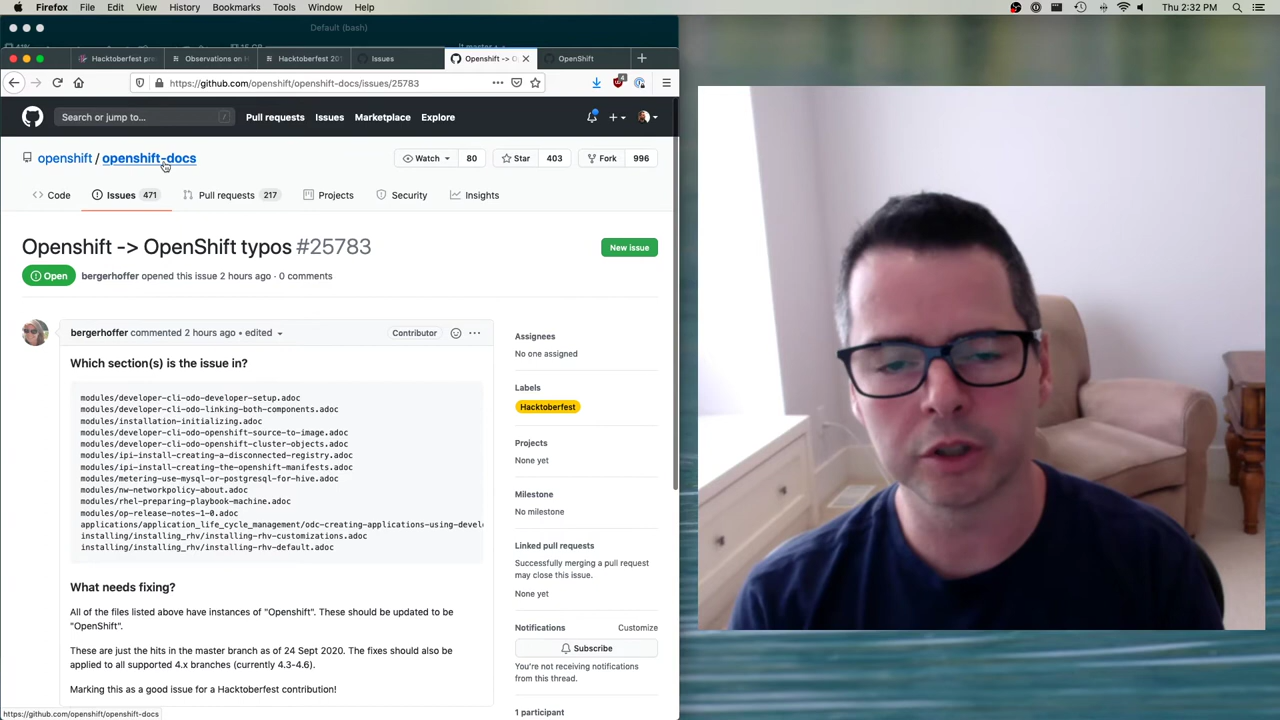 Firefox File Edit View History Bookmarks Tools Window Help Thu 2:32 PM
Default (bash)
Hacktoberfest pre Observations on H Hacktoberfest 201 Issues Openshift -> O OpenShift
https://github.com/openshift/openshift-docs/issues/25783
Search or jump to... / Pull requests Issues Marketplace Explore
openshift / openshift-docs Watch 80 Star 403 Fork 996
Code Issues 471 Pull requests 217 Projects Security Insights
Openshift -> OpenShift typos #25783 New issue
Open bergerhoffer opened this issue 2 hours ago · 0 comments
bergerhoffer commented 2 hours ago • edited Contributor
Which section(s) is the issue in?
modules/developer-cli-odo-developer-setup.adoc
modules/developer-cli-odo-linking-both-components.adoc
modules/installation-initializing.adoc
modules/developer-cli-odo-openshift-source-to-image.adoc
modules/developer-cli-odo-openshift-cluster-objects.adoc
modules/ipi-install-creating-a-disconnected-registry.adoc
modules/ipi-install-creating-the-openshift-manifests.adoc
modules/metering-use-mysql-or-postgresql-for-hive.adoc
modules/nw-networkpolicy-about.adoc
modules/rhel-preparing-playbook-machine.adoc
modules/op-release-notes-1-0.adoc
applications/application_life_cycle_management/odc-creating-applications-using-develo
installing/installing_rhv/installing-rhv-customizations.adoc
installing/installing_rhv/installing-rhv-default.adoc
What needs fixing?
All of the files listed above have instances of "Openshift". These should be updated to be
"OpenShift".
These are just the hits in the master branch as of 24 Sept 2020. The fixes should also be
applied to all supported 4.x branches (currently 4.3-4.6).
Marking this as a good issue for a Hacktoberfest contribution!
Assignees
No one assigned
Labels
Hacktoberfest
Projects
None yet
Milestone
No milestone
Linked pull requests
Successfully merging a pull request
may close this issue.
None yet
Notifications Customize
Subscribe
You're not receiving notifications
from this thread.
1 participant
https://github.com/openshift/openshift-docs